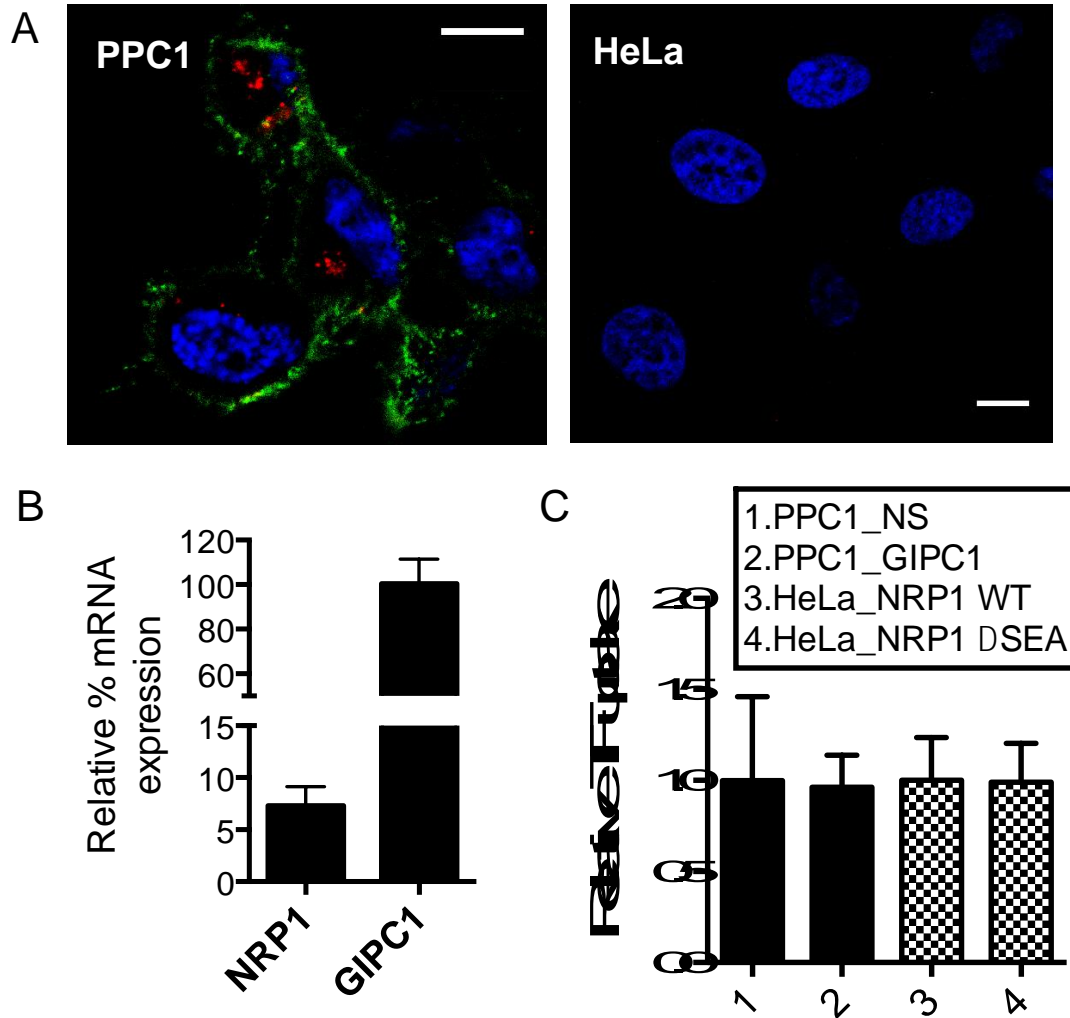 A
PPC1
HeLa
B
Relative % mRNA
expression
120
100
80
60
15
10
5
0
NRP1
GIPC1
C
1.PPC1_NS
2.PPC1_GIPC1
3.HeLa_NRP1 WT
4.HeLa_NRP1 DSEA
1
2
3
4